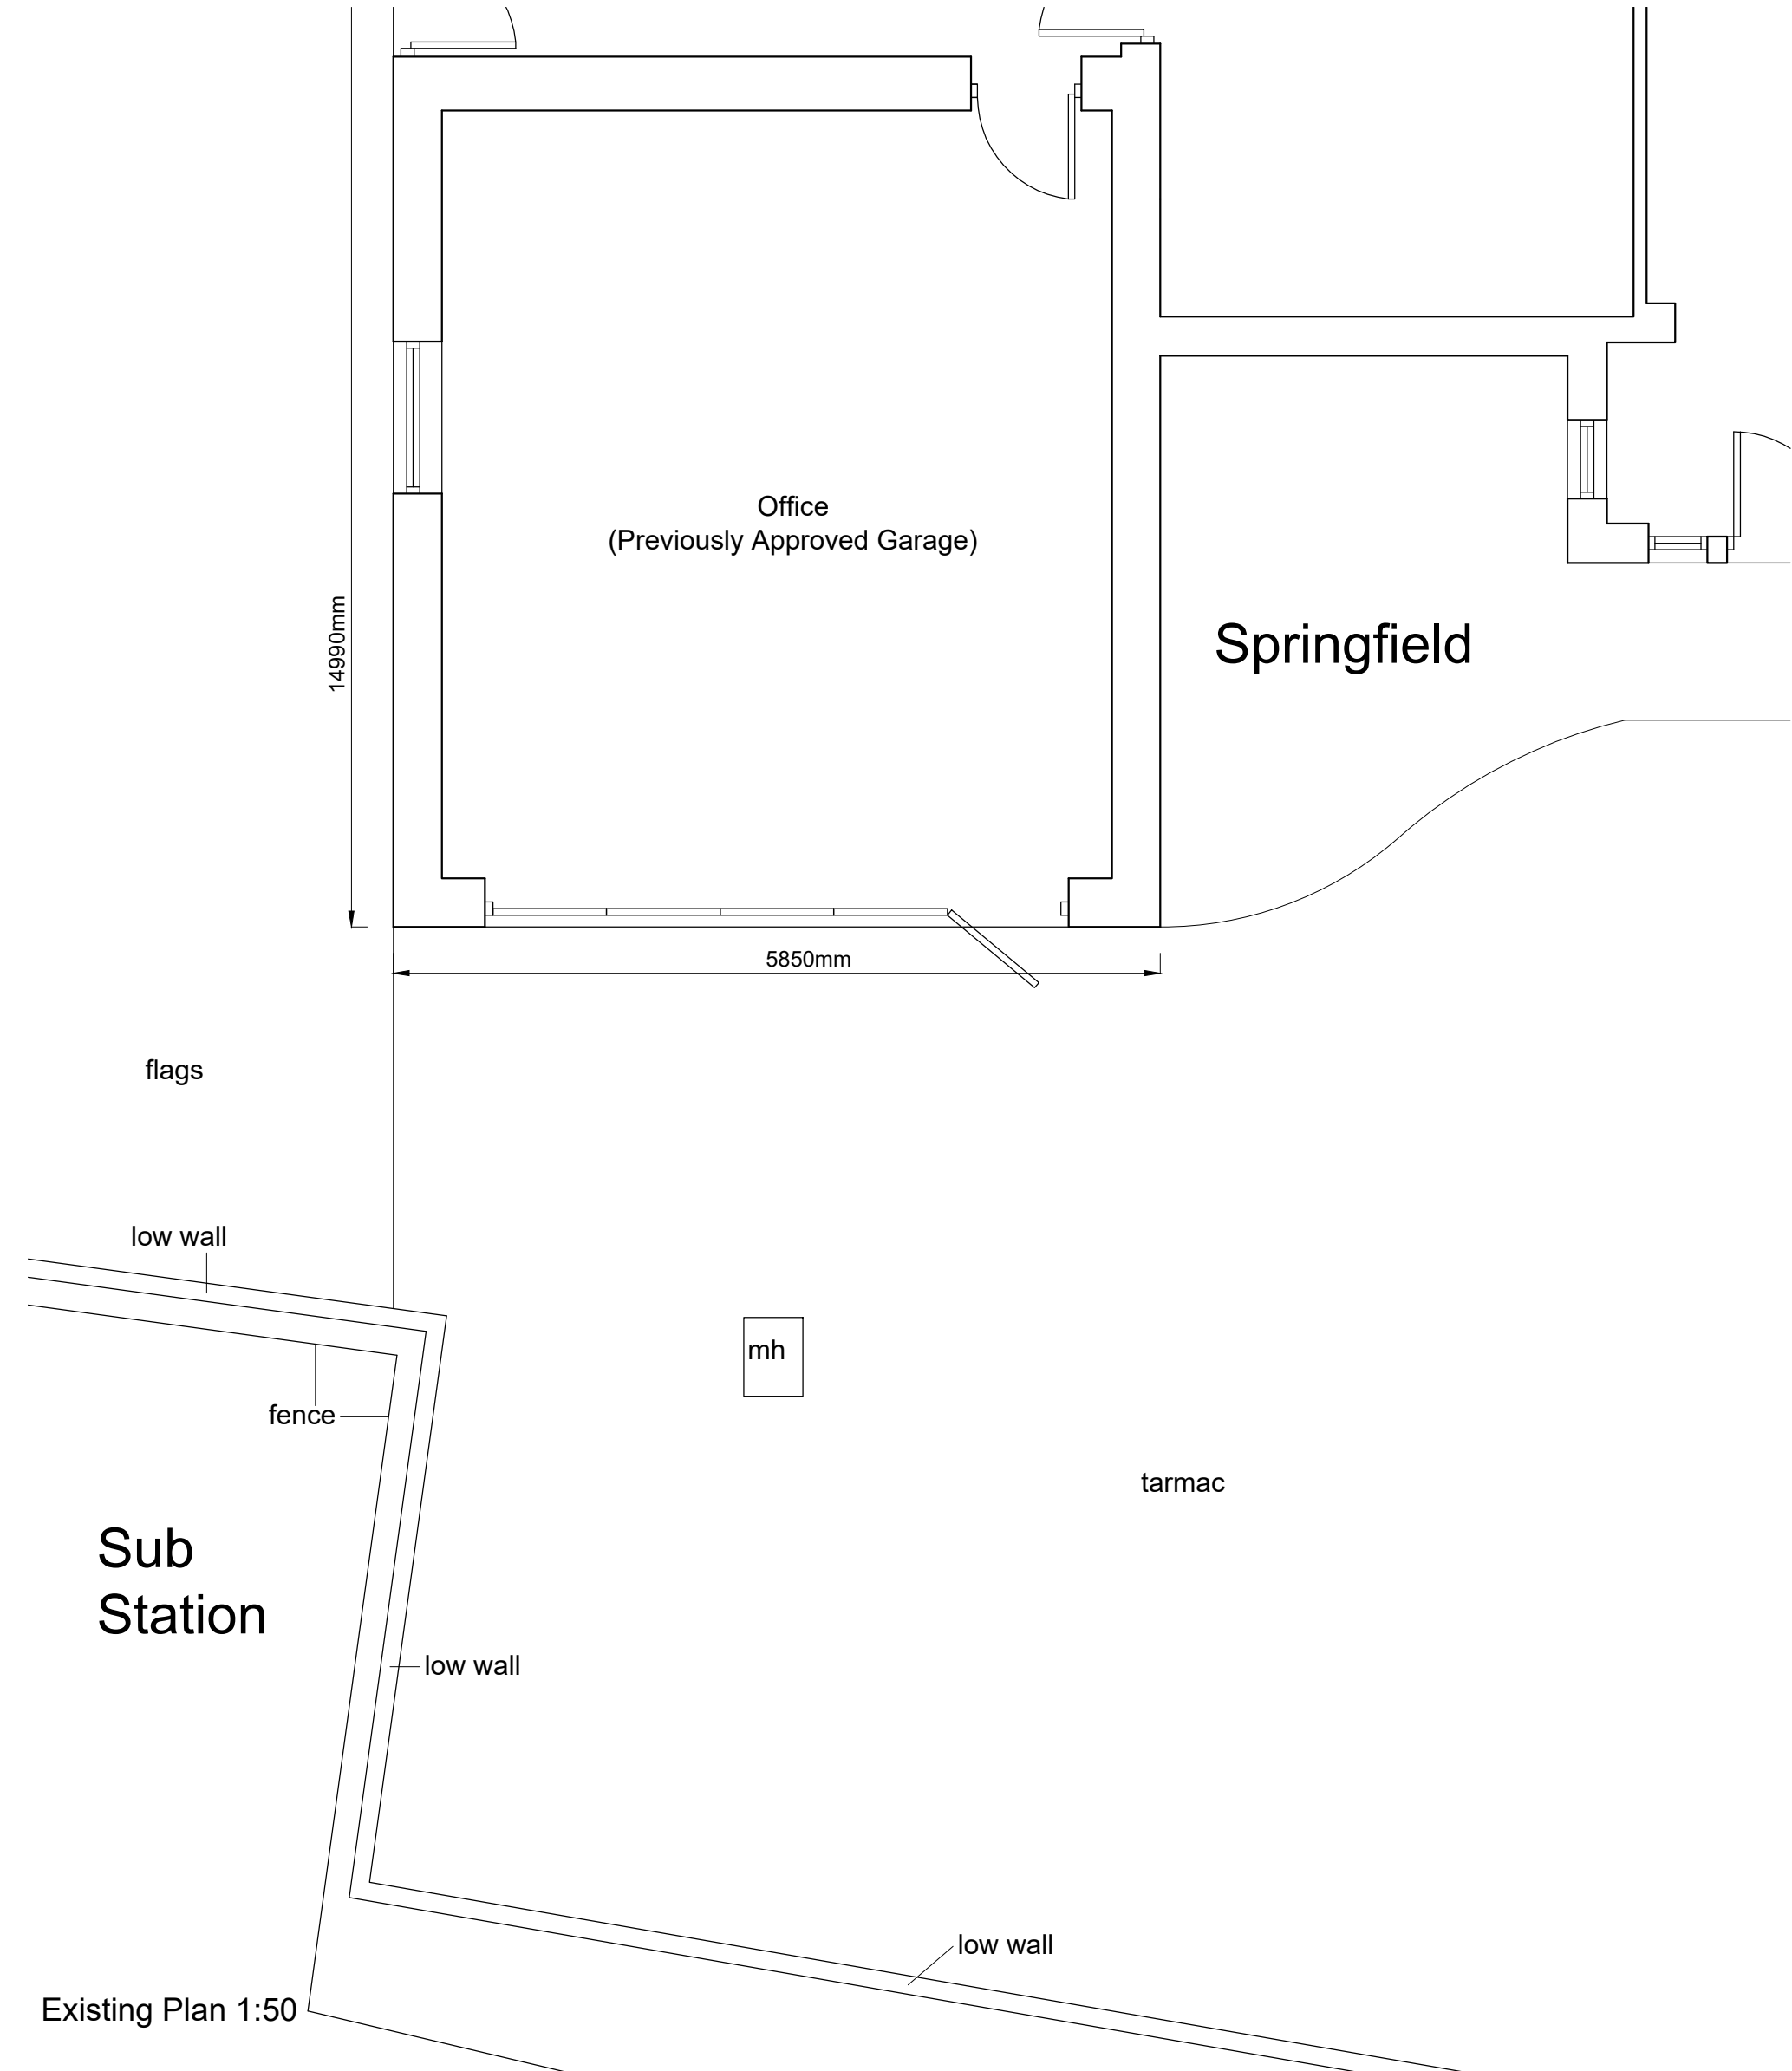 Office
(Previously Approved Garage)
14990mm
Springfield
5850mm
flags
low wall
mh
fence
tarmac
Sub
Station
low wall
low wall
Existing Plan 1:50